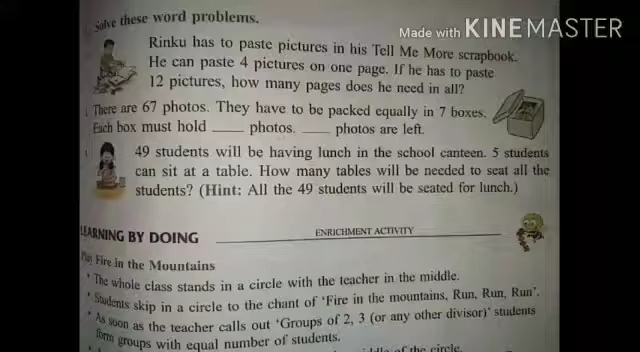 Solve these word problems.
Made with KINEMASTER
Rinku has to paste pictures in his Tell Me More scrapbook.
He can paste 4 pictures on one page. If he has to paste
12 pictures, how many pages does he need in all?
There are 67 photos. They have to be packed equally in 7 boxes.
Each box must hold ____ photos. ____ photos are left.
49 students will be having lunch in the school canteen. 5 students
can sit at a table. How many tables will be needed to seat all the
students? (Hint: All the 49 students will be seated for lunch.)
LEARNING BY DOING
ENRICHMENT ACTIVITY
Play Fire in the Mountains
• The whole class stands in a circle with the teacher in the middle.
• Students skip in a circle to the chant of 'Fire in the mountains, Run, Run, Run'.
• As soon as the teacher calls out 'Groups of 2, 3 (or any other divisor)' students
form groups with equal number of students.
of the circle.